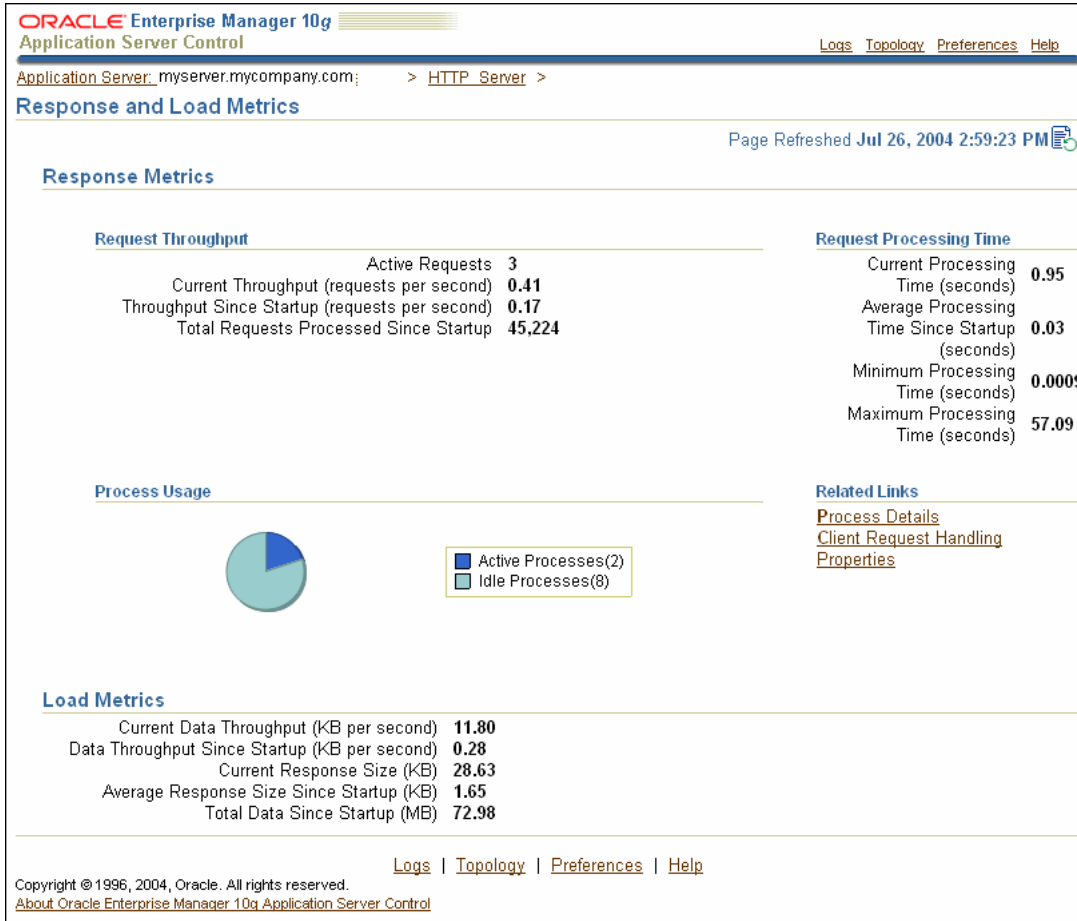 ORACLE Enterprise Manager 10g
Application Server Control
Logs Topology Preferences Help
Application Server: myserver.mycompany.com > HTTP_Server >
Response and Load Metrics
Page Refreshed Jul 26, 2004 2:59:23 PM
Response Metrics
Request Throughput
Active Requests 3
Current Throughput (requests per second) 0.41
Throughput Since Startup (requests per second) 0.17
Total Requests Processed Since Startup 45,224
Request Processing Time
Current Processing
Time (seconds) 0.95
Average Processing
Time Since Startup 0.03
(seconds)
Minimum Processing
Time (seconds) 0.0009
Maximum Processing
Time (seconds) 57.09
Process Usage
Active Processes(2)
Idle Processes(8)
Related Links
Process Details
Client Request Handling
Properties
Load Metrics
Current Data Throughput (KB per second) 11.80
Data Throughput Since Startup (KB per second) 0.28
Current Response Size (KB) 28.63
Average Response Size Since Startup (KB) 1.65
Total Data Since Startup (MB) 72.98
Logs | Topology | Preferences | Help
Copyright © 1996, 2004, Oracle. All rights reserved.
About Oracle Enterprise Manager 10g Application Server Control